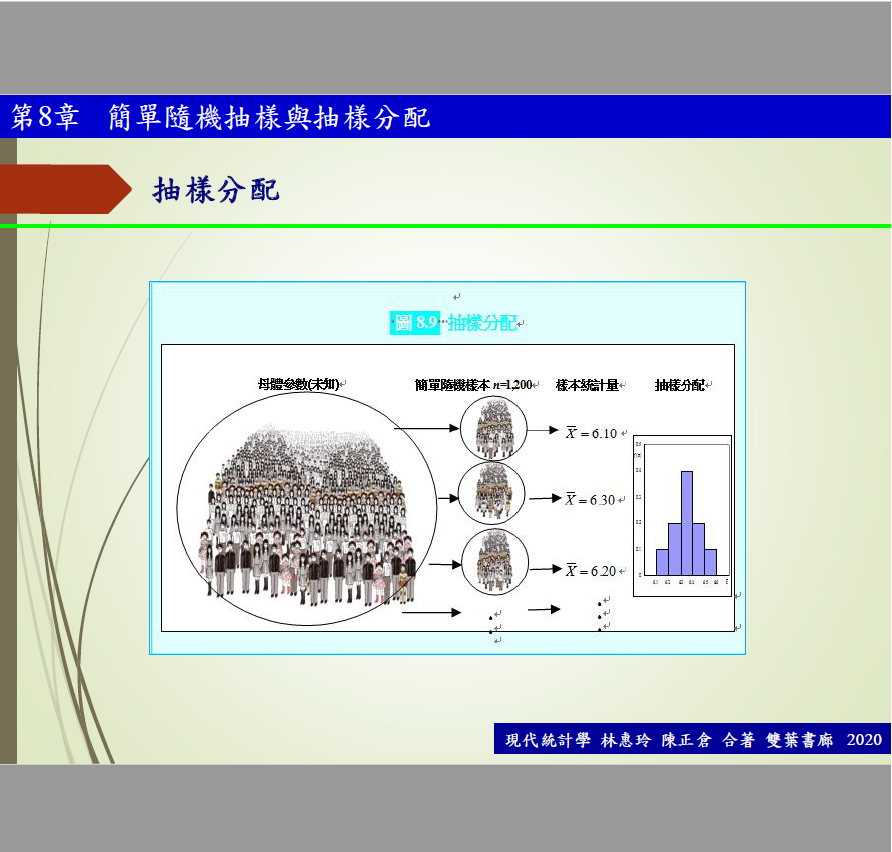 第8章 簡單隨機抽樣與抽樣分配
抽樣分配
圖 8.9 抽樣分配
母體參數(未知) 簡單隨機樣本 n=1,200 樣本統計量 抽樣分配
X̅ = 6.10
X̅ = 6.30
X̅ = 6.20
現代統計學 林惠玲 陳正倉 合著 雙葉書廊 2020